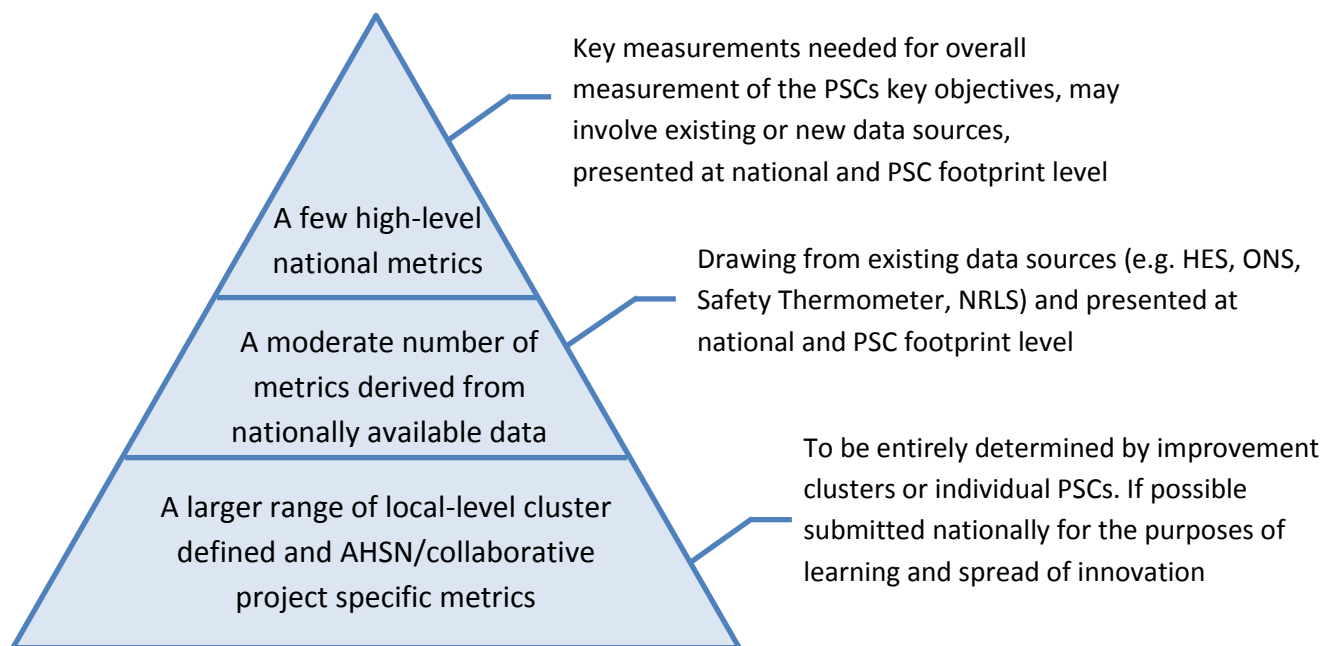 Key measurements needed for overall
measurement of the PSCs key objectives, may
involve existing or new data sources,
presented at national and PSC footprint level
A few high-level
national metrics
Drawing from existing data sources (e.g. HES, ONS,
Safety Thermometer, NRLS) and presented at
national and PSC footprint level
A moderate number of
metrics derived from
nationally available data
To be entirely determined by improvement
clusters or individual PSCs. If possible
submitted nationally for the purposes of
learning and spread of innovation
A larger range of local-level cluster
defined and AHSN/collaborative
project specific metrics